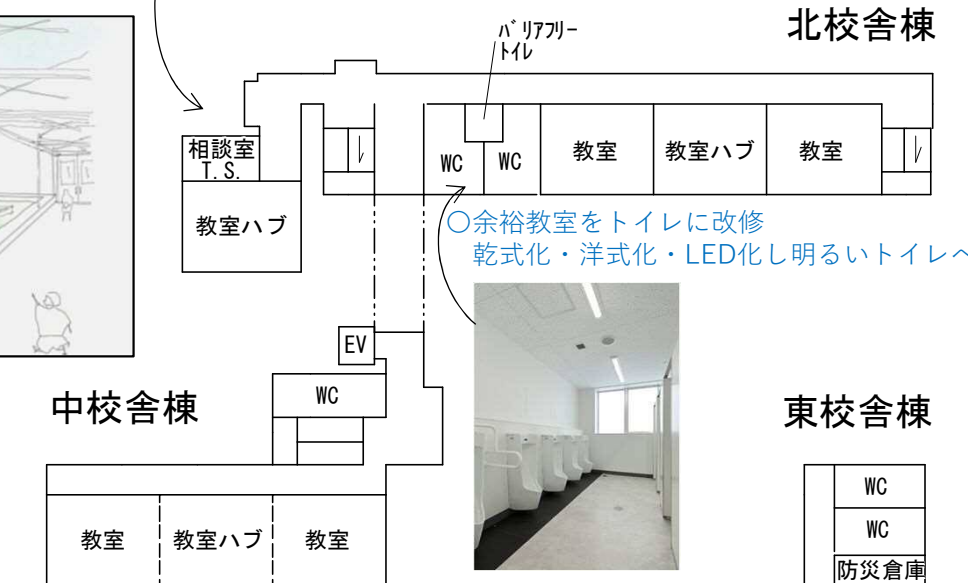 北校舎棟
バリアフリー
トイレ
相談室
T.S.
教室ハブ
WC
WC
教室
教室ハブ
教室
〇余裕教室をトイレに改修
乾式化・洋式化・LED化し明るいトイレへ
EV
WC
中校舎棟
東校舎棟
教室
教室ハブ
教室
WC
WC
防災倉庫